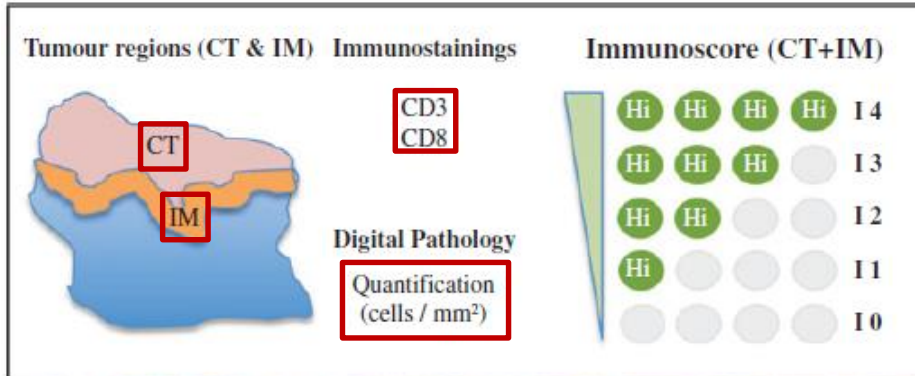 Tumour regions (CT & IM)
CT
IM
Immunostainings
CD3
CD8
Digital Pathology
Quantification
(cells / mm²)
Immunoscore (CT+IM)
Hi Hi Hi Hi I 4
Hi Hi Hi I 3
Hi Hi I 2
Hi I 1
I 0